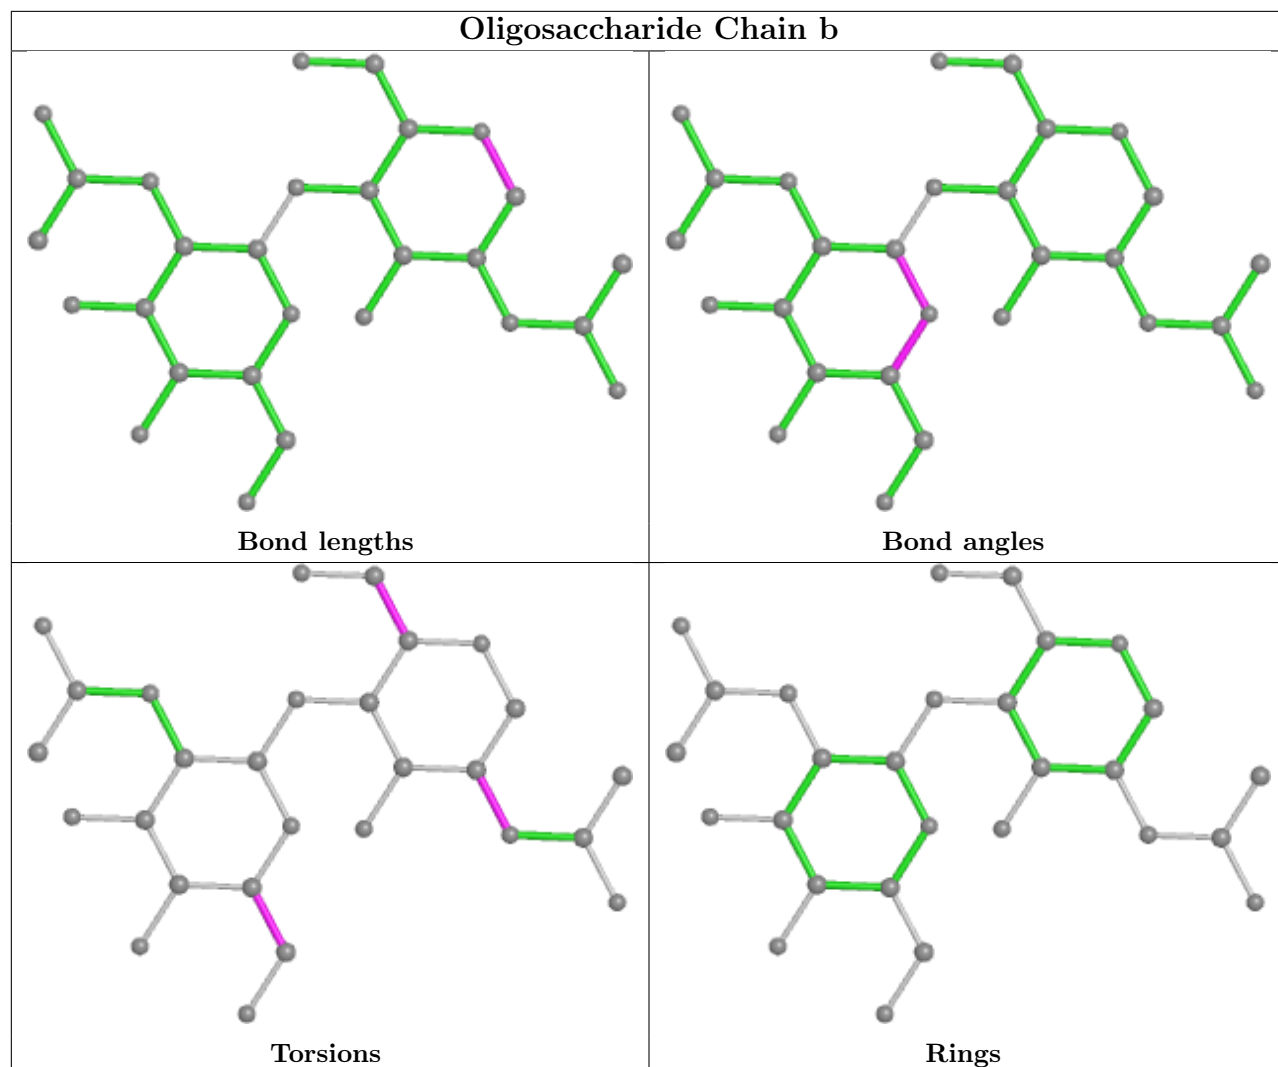 Oligosaccharide Chain b
Bond lengths
Bond angles
Torsions
Rings